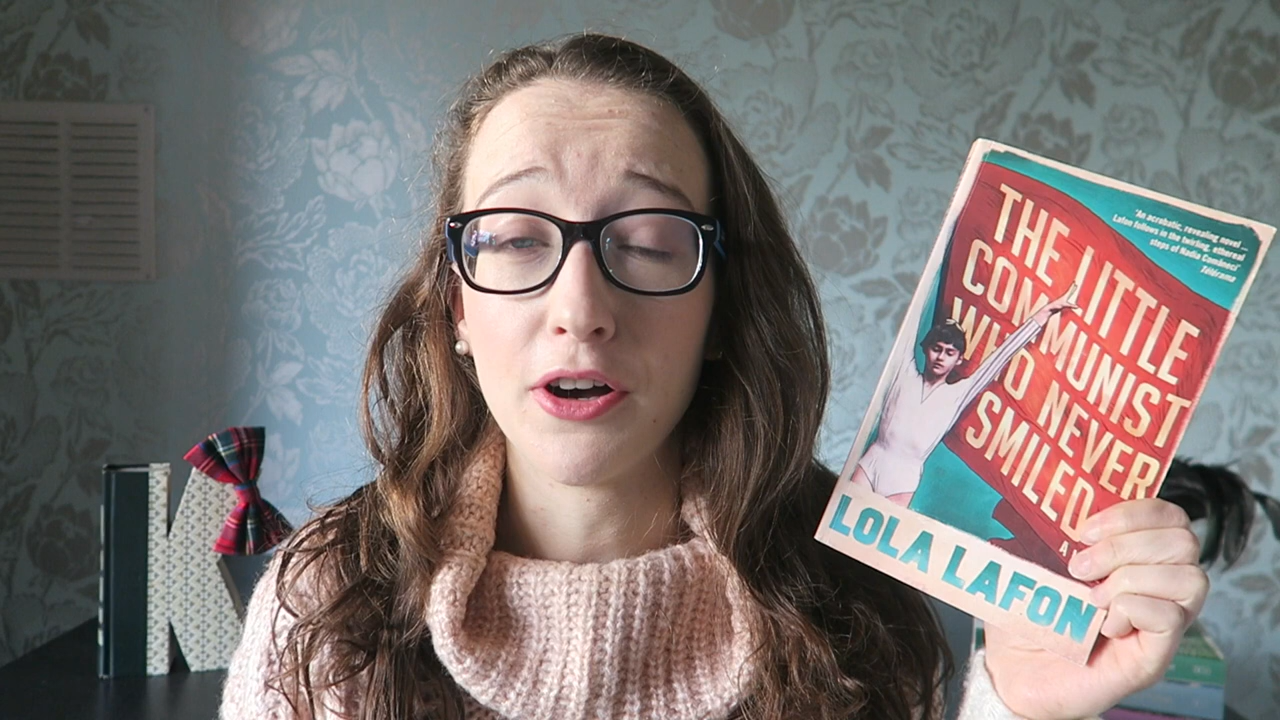 'An acrobatic, revealing novel ...
Lafon follows in the twirling, ethereal
steps of Nadia Comăneci'
Télérama
THE LITTLE
COMMUNIST
WHO NEVER
SMILED
A
LOLA LAFON
K